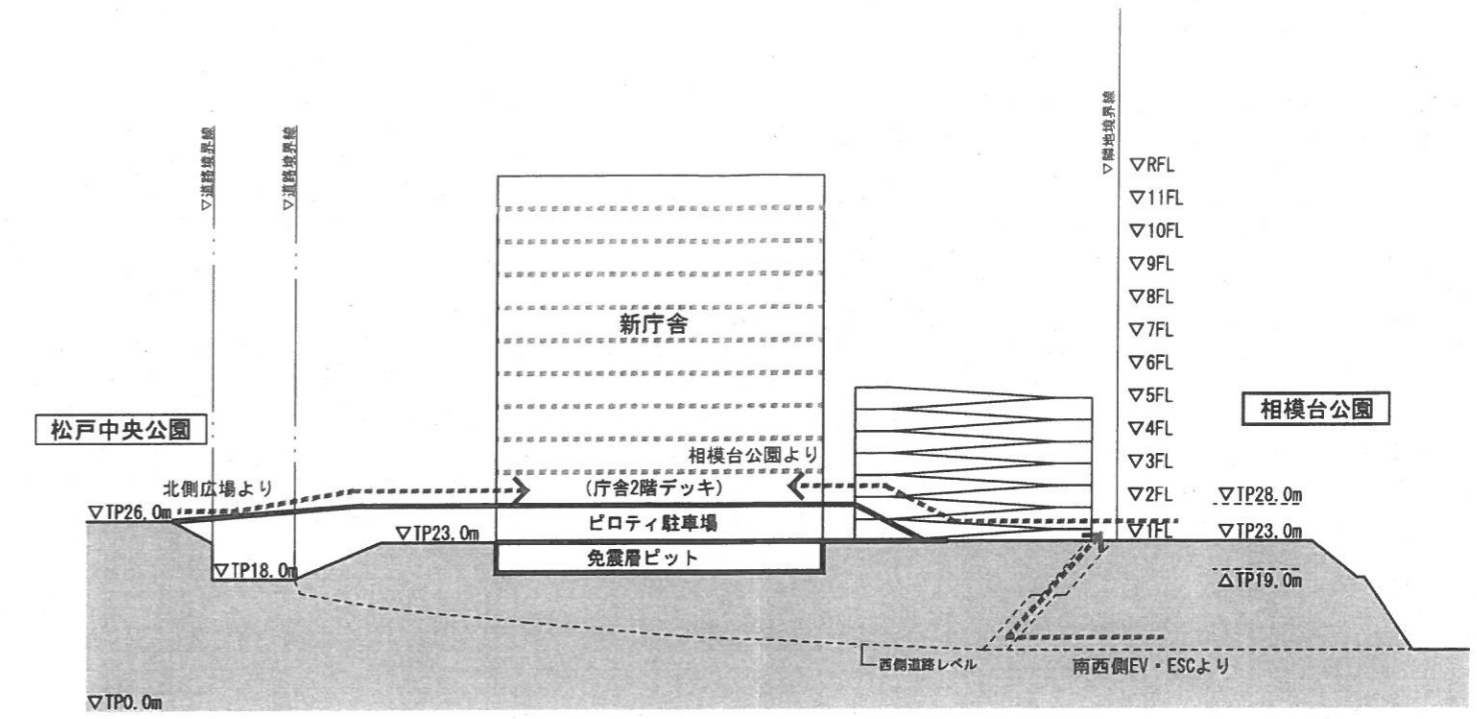 ▽道路境界線
▽道路境界線
▽隣地境界線
▽RFL
▽11FL
▽10FL
▽9FL
▽8FL
▽7FL
▽6FL
▽5FL
▽4FL
▽3FL
▽2FL
▽1FL
新庁舎
松戸中央公園
相模台公園
相模台公園より
北側広場より
(庁舎2階デッキ)
▽TP28.0m
▽TP26.0m
ピロティ駐車場
▽TP23.0m
▽TP23.0m
免震層ピット
▽TP18.0m
△TP19.0m
西側道路レベル
南西側EV・ESCより
▽TP0.0m